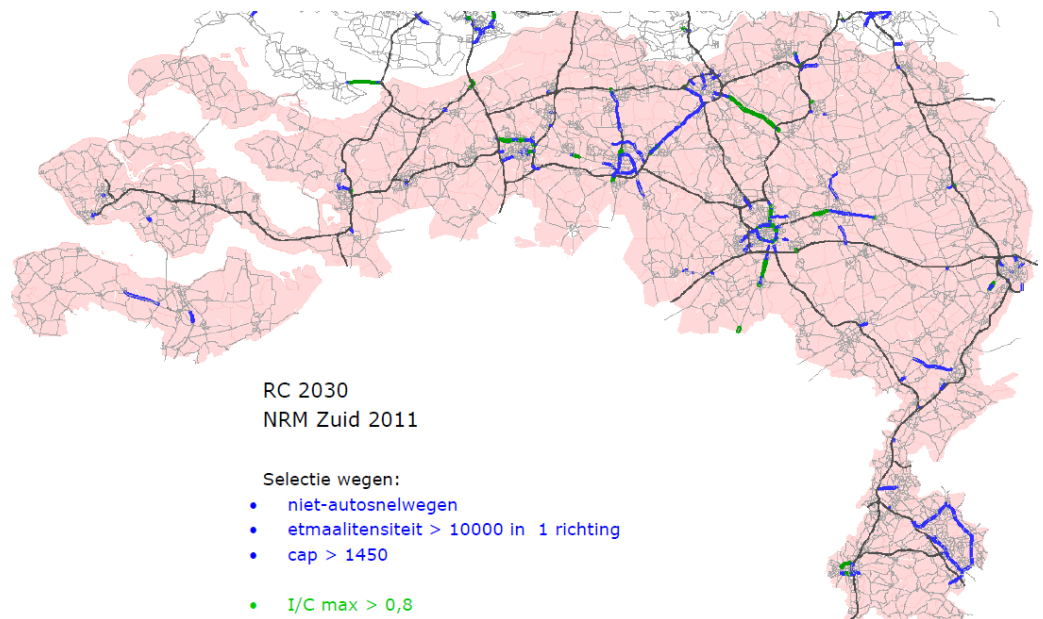 RC 2030
NRM Zuid 2011
Selectie wegen:
• niet-autosnelwegen
• etmaalitensiteit > 10000 in 1 richting
• cap > 1450
• I/C max > 0,8